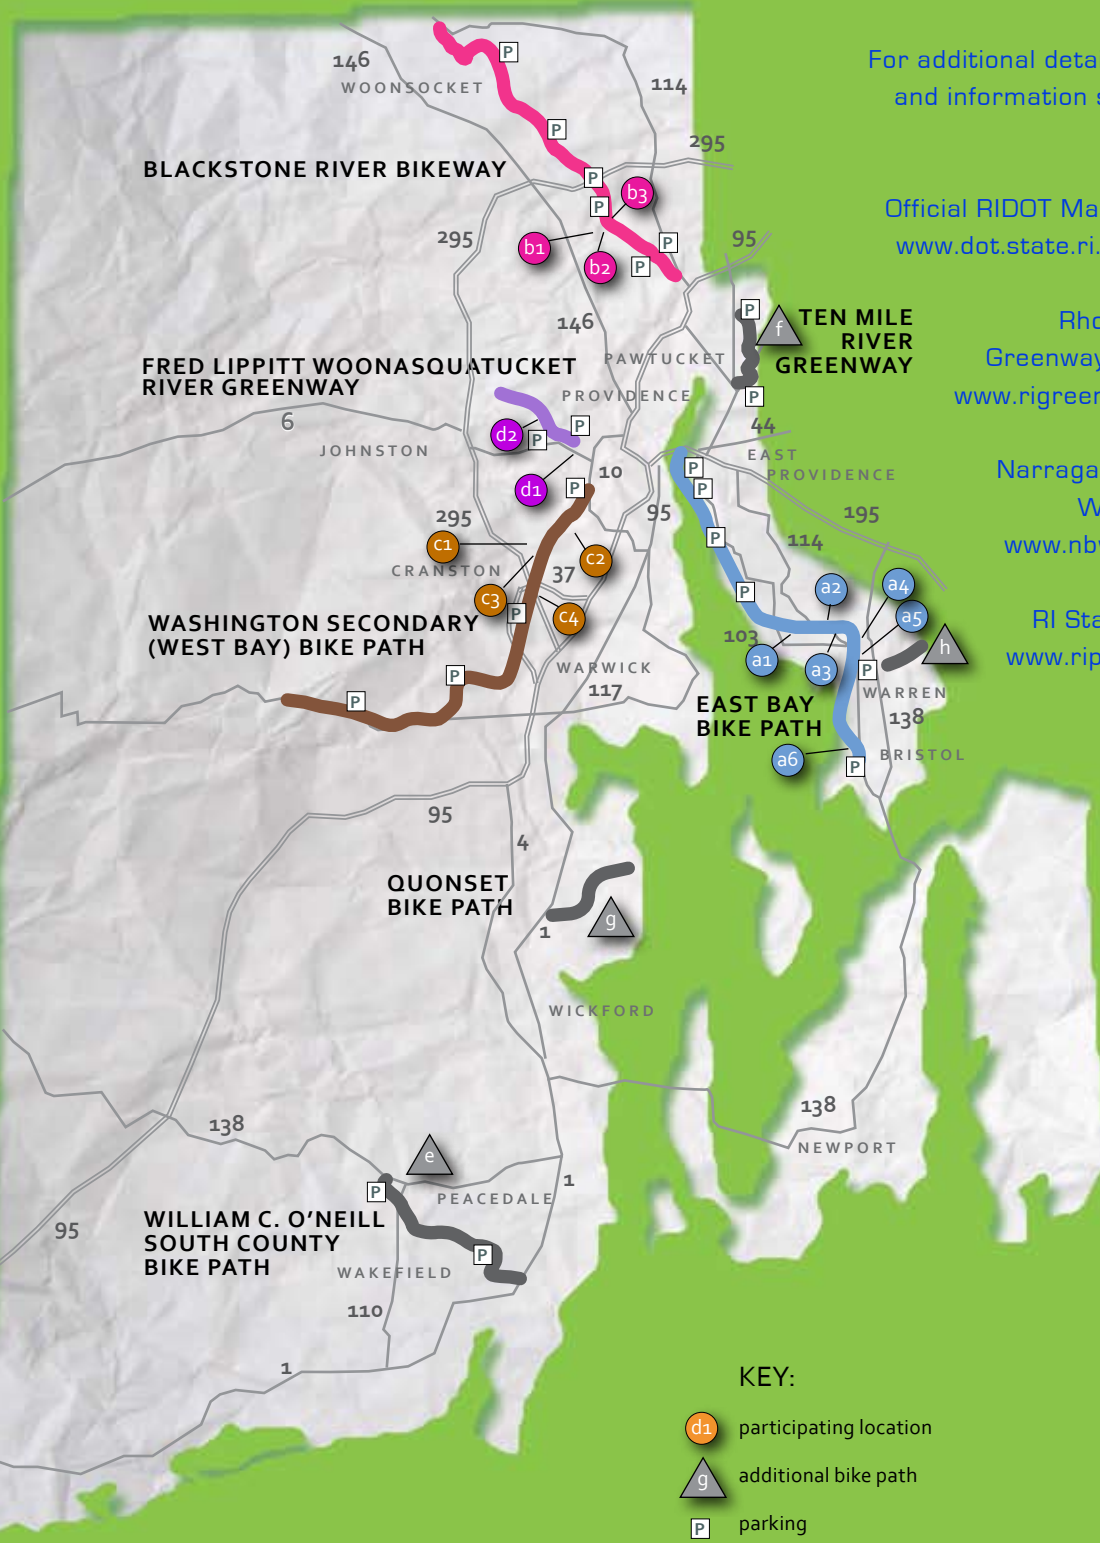 For additional deta
and information s
Official RIDOT Ma
www.dot.state.ri.
Rho
Greenway
www.rigreen
Narraga
W
www.nbv
RI Sta
www.rip
146
WOONSOCKET
P
114
P
295
BLACKSTONE RIVER BIKEWAY
P
b3
P
295
b1
b2
P
P
95
146
P
f
TEN MILE
RIVER
GREENWAY
PAWTUCKET
FRED LIPPITT WOONASQUATUCKET
RIVER GREENWAY
PROVIDENCE
P
6
d2
P
P
44
JOHNSTON
EAST
PROVIDENCE
10
P
d1
P
P
95
195
295
c1
P
114
CRANSTON
37
c2
c3
P
c4
P
a2
a4
a5
WASHINGTON SECONDARY
(WEST BAY) BIKE PATH
103
a1
a3
h
P
WARWICK
P
117
WARREN
P
EAST BAY
BIKE PATH
138
a6
P
BRISTOL
95
4
QUONSET
BIKE PATH
1
g
WICKFORD
138
138
NEWPORT
e
P
PEACEDALE
1
95
WILLIAM C. O’NEILL
SOUTH COUNTY
BIKE PATH
P
WAKEFIELD
110
1
KEY:
d1 participating location
g additional bike path
P parking